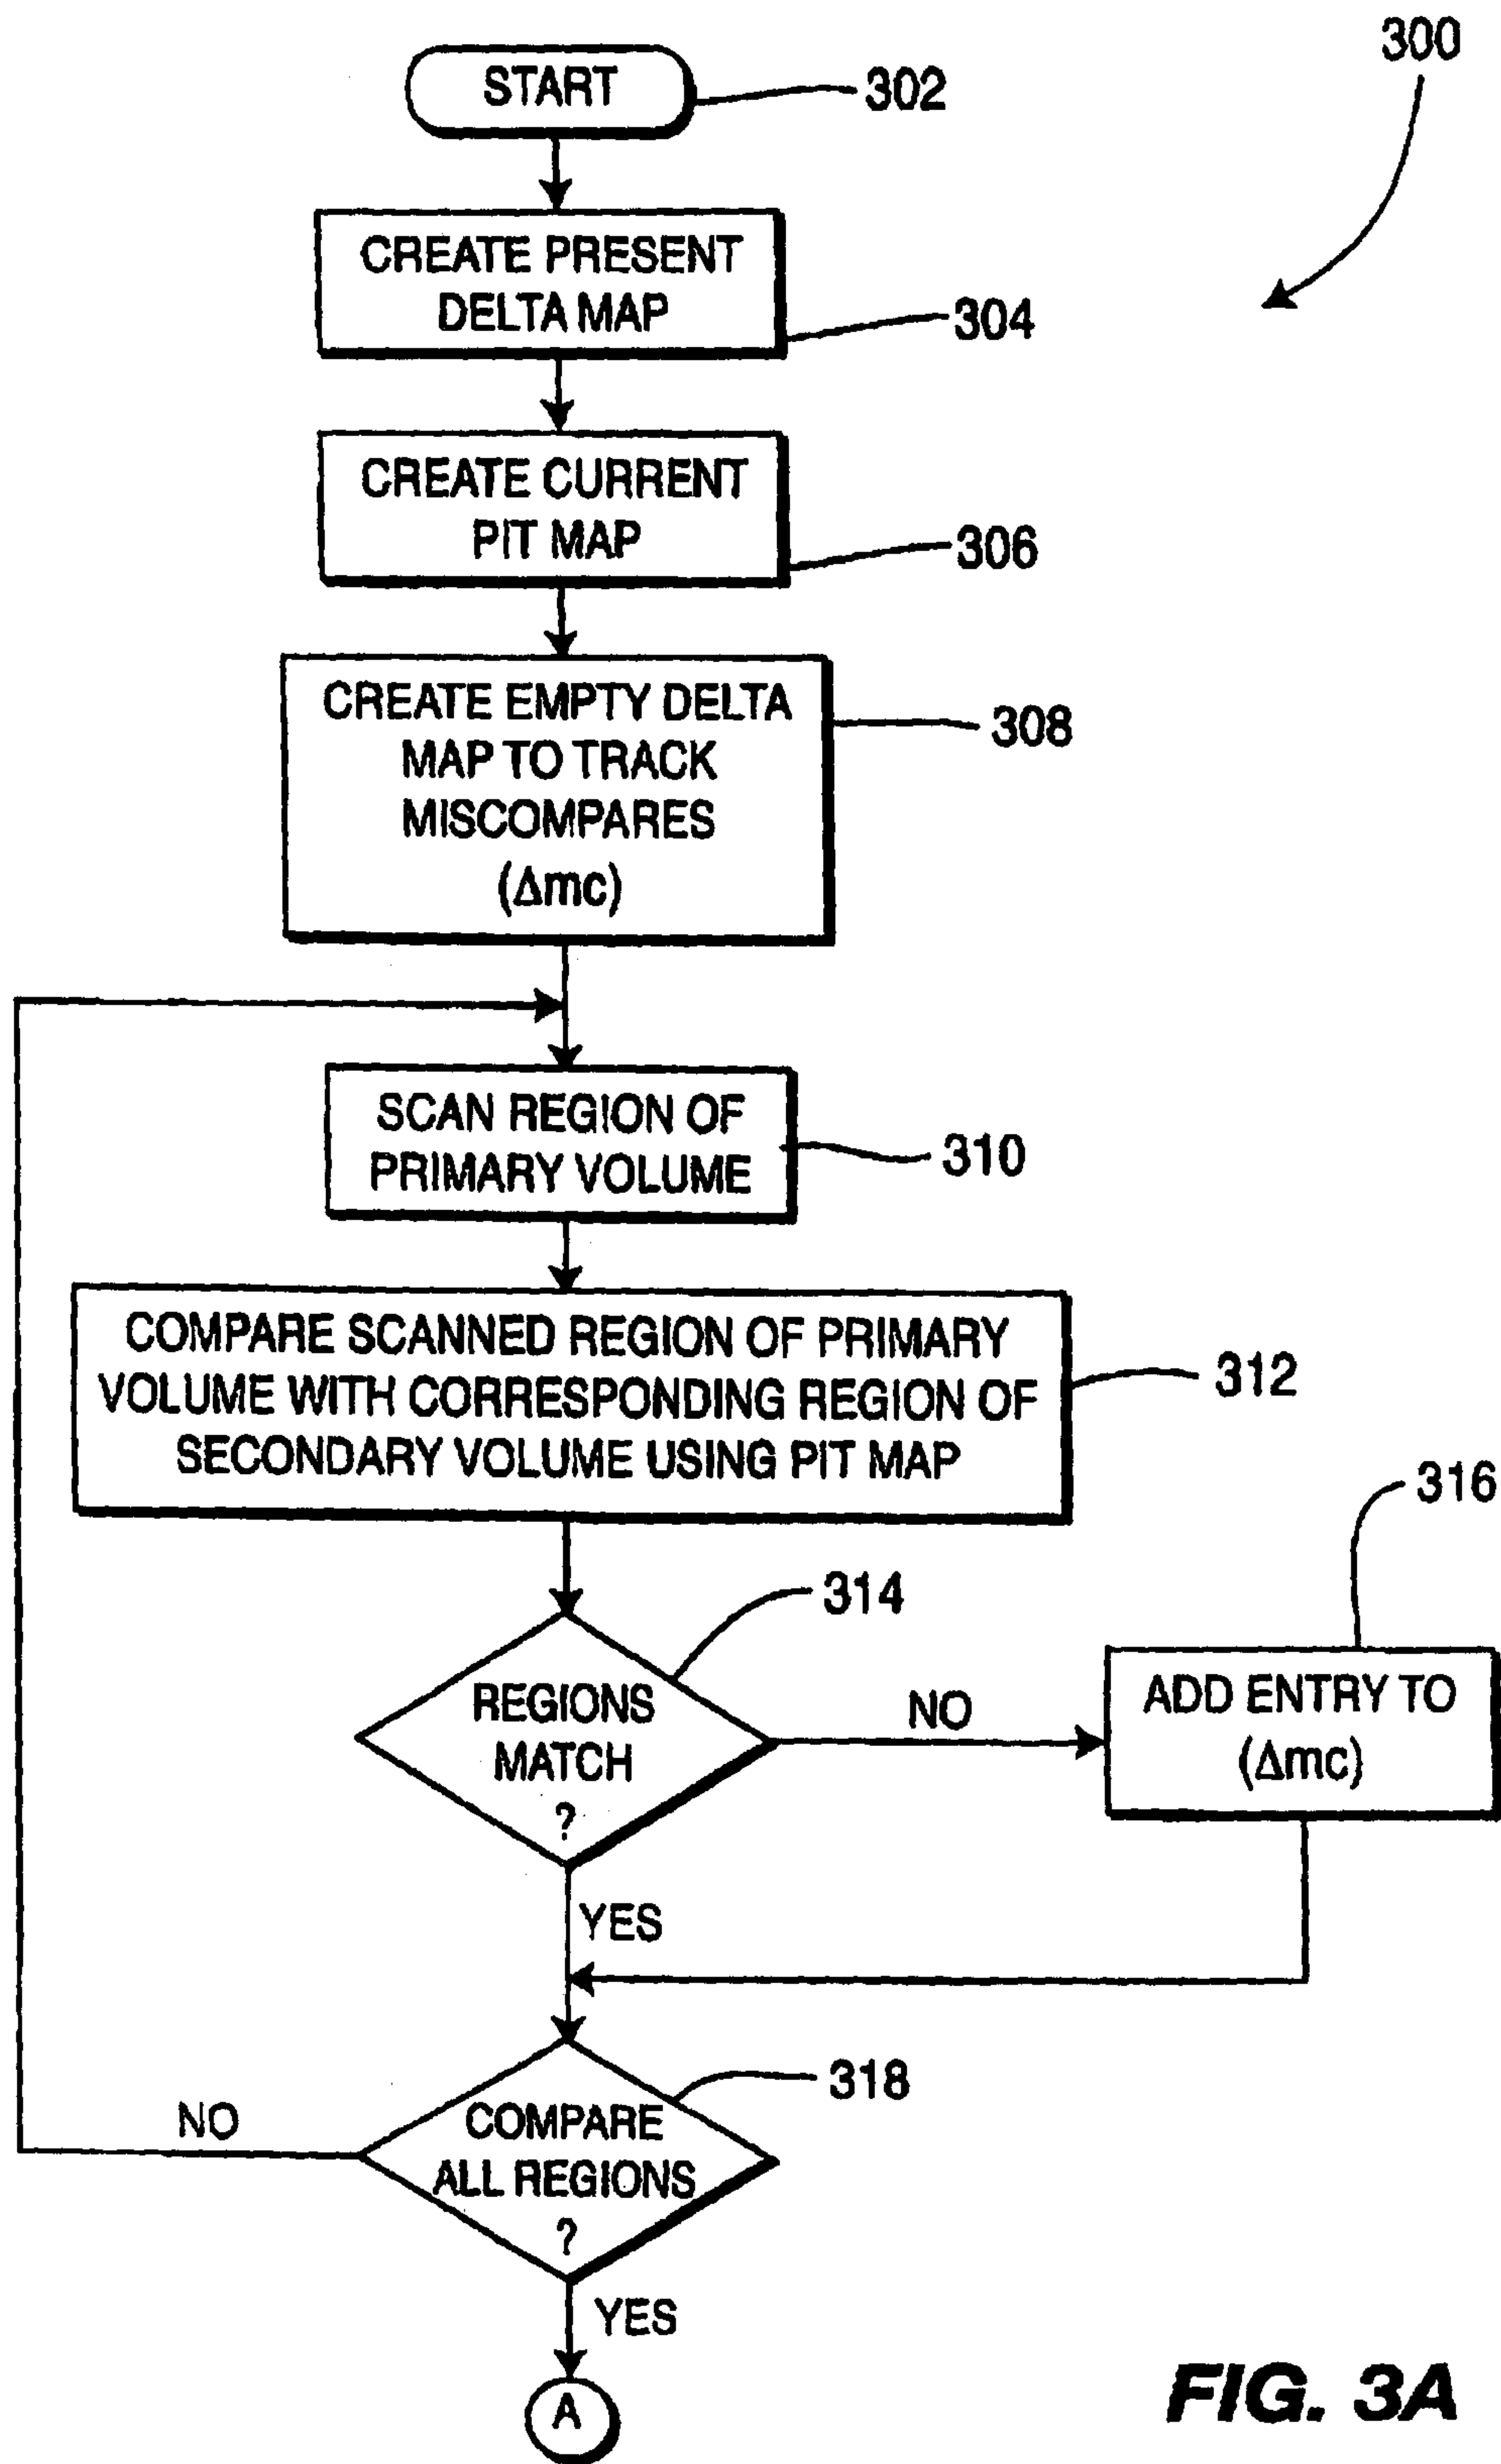 300
START
302
CREATE PRESENT
DELTA MAP
304
CREATE CURRENT
PIT MAP
306
CREATE EMPTY DELTA
MAP TO TRACK
MISCOMPARES
(Δmc)
308
SCAN REGION OF
PRIMARY VOLUME
310
COMPARE SCANNED REGION OF PRIMARY
VOLUME WITH CORRESPONDING REGION OF
SECONDARY VOLUME USING PIT MAP
312
314
REGIONS
MATCH
?
NO
316
ADD ENTRY TO
(Δmc)
YES
318
COMPARE
ALL REGIONS
?
NO
YES
A
FIG. 3A